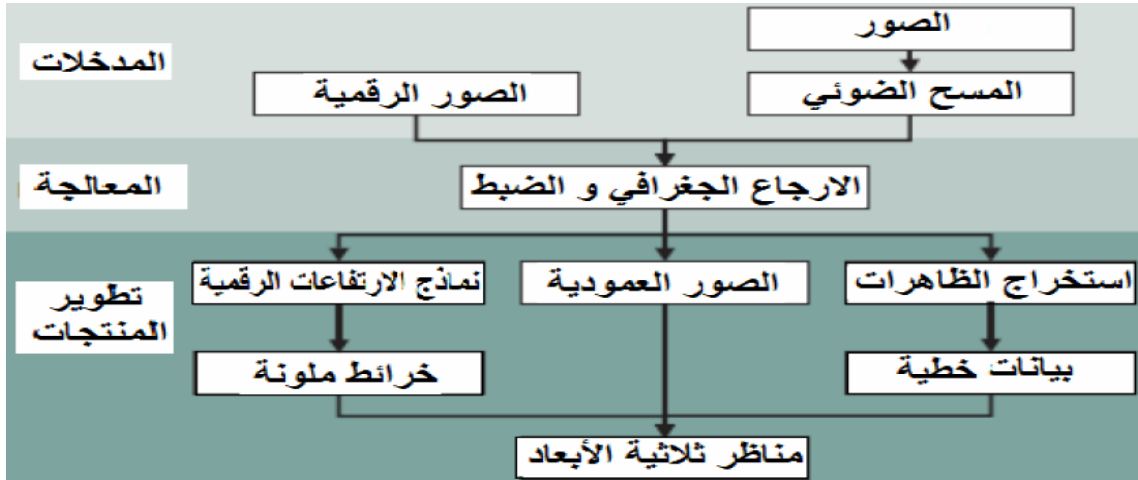 الصور
المدخلات
المسح الضوئي
الصور الرقمية
المعالجة
الارجاع الجغرافي و الضبط
استخراج الظاهرات
الصور العمودية
نماذج الارتفاعات الرقمية
تطوير
المنتجات
بيانات خطية
خرائط ملونة
مناظر ثلاثية الأبعاد